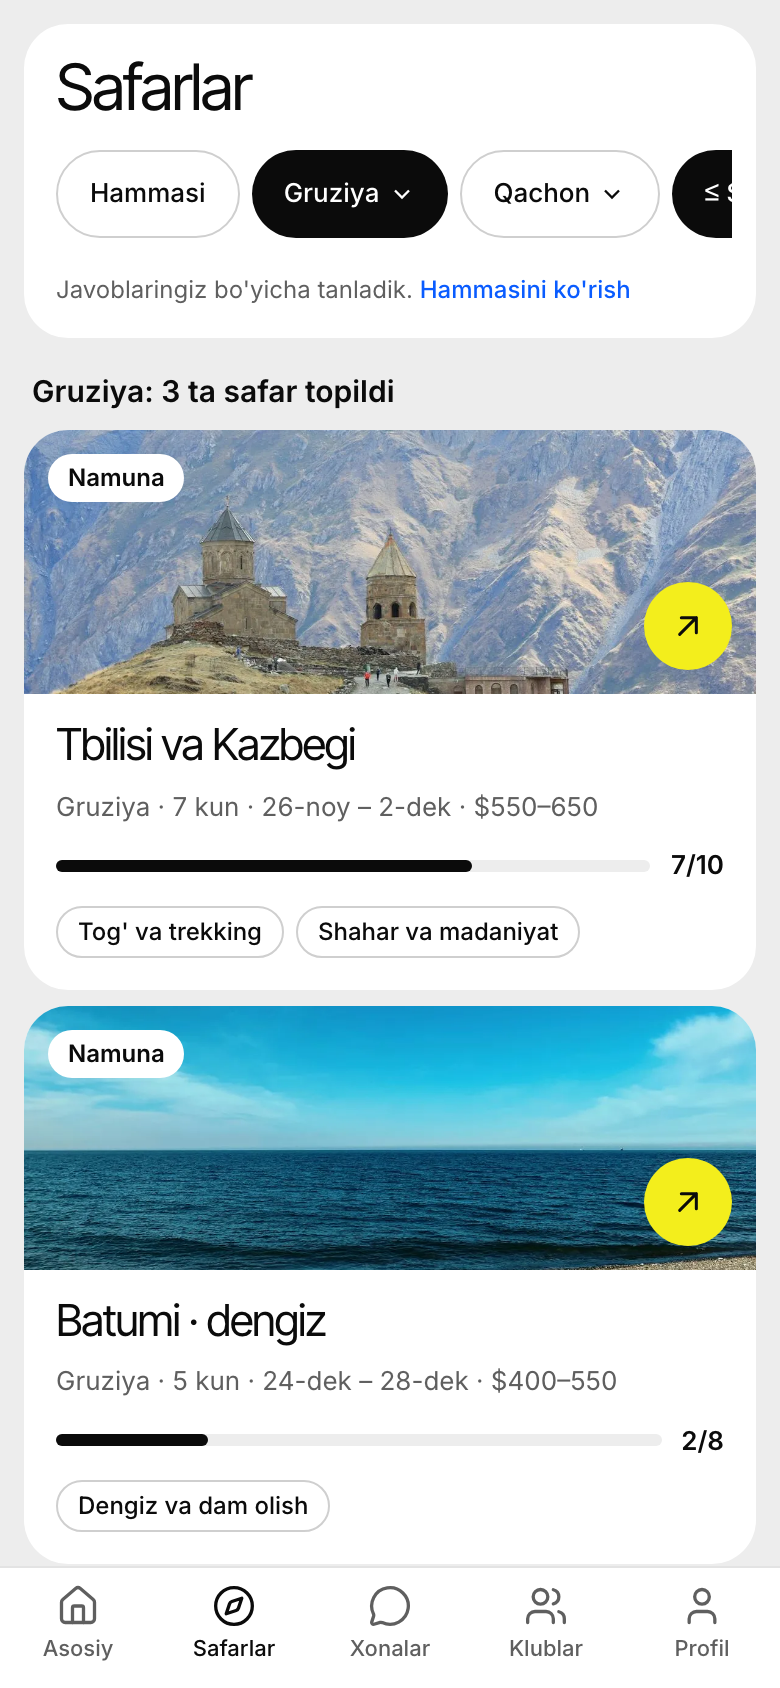 Safarlar
Hammasi
Gruziya
Qachon
≤
Javoblaringiz bo'yicha tanladik. Hammasini ko'rish
Gruziya: 3 ta safar topildi
Namuna
Tbilisi va Kazbegi
Gruziya · 7 kun · 26-noy – 2-dek · $550–650
7/10
Tog' va trekking
Shahar va madaniyat
Namuna
Batumi · dengiz
Gruziya · 5 kun · 24-dek – 28-dek · $400–550
2/8
Dengiz va dam olish
Asosiy
Safarlar
Xonalar
Klublar
Profil